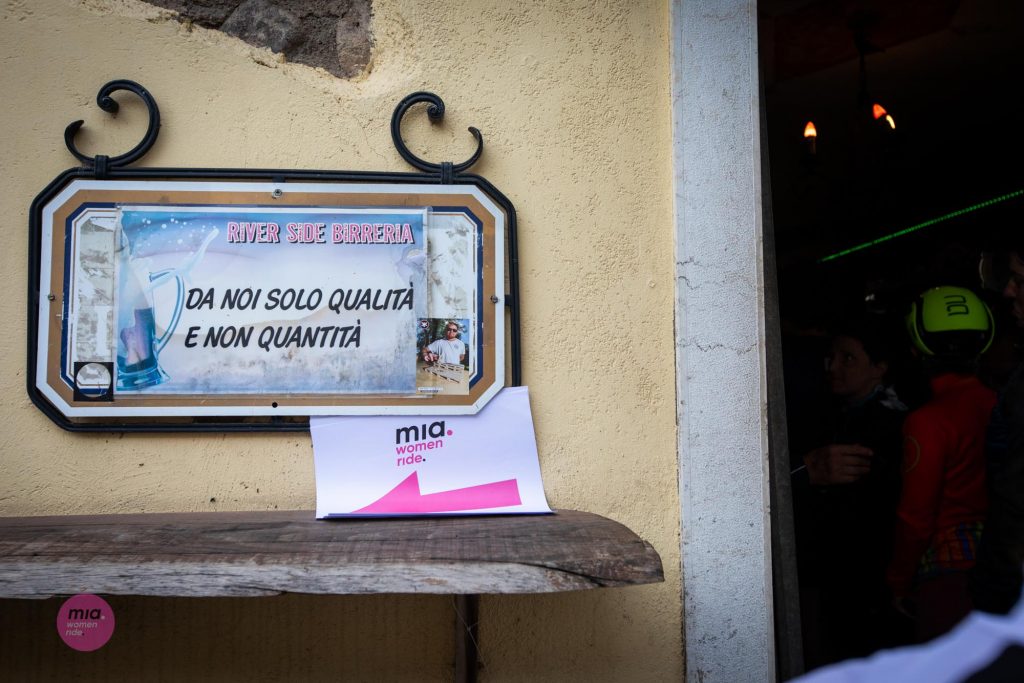 RIVER SIDE BIRRERIA
DA NOI SOLO QUALITÀ
E NON QUANTITÀ
mia.
women
ride.
mia.
women
ride.